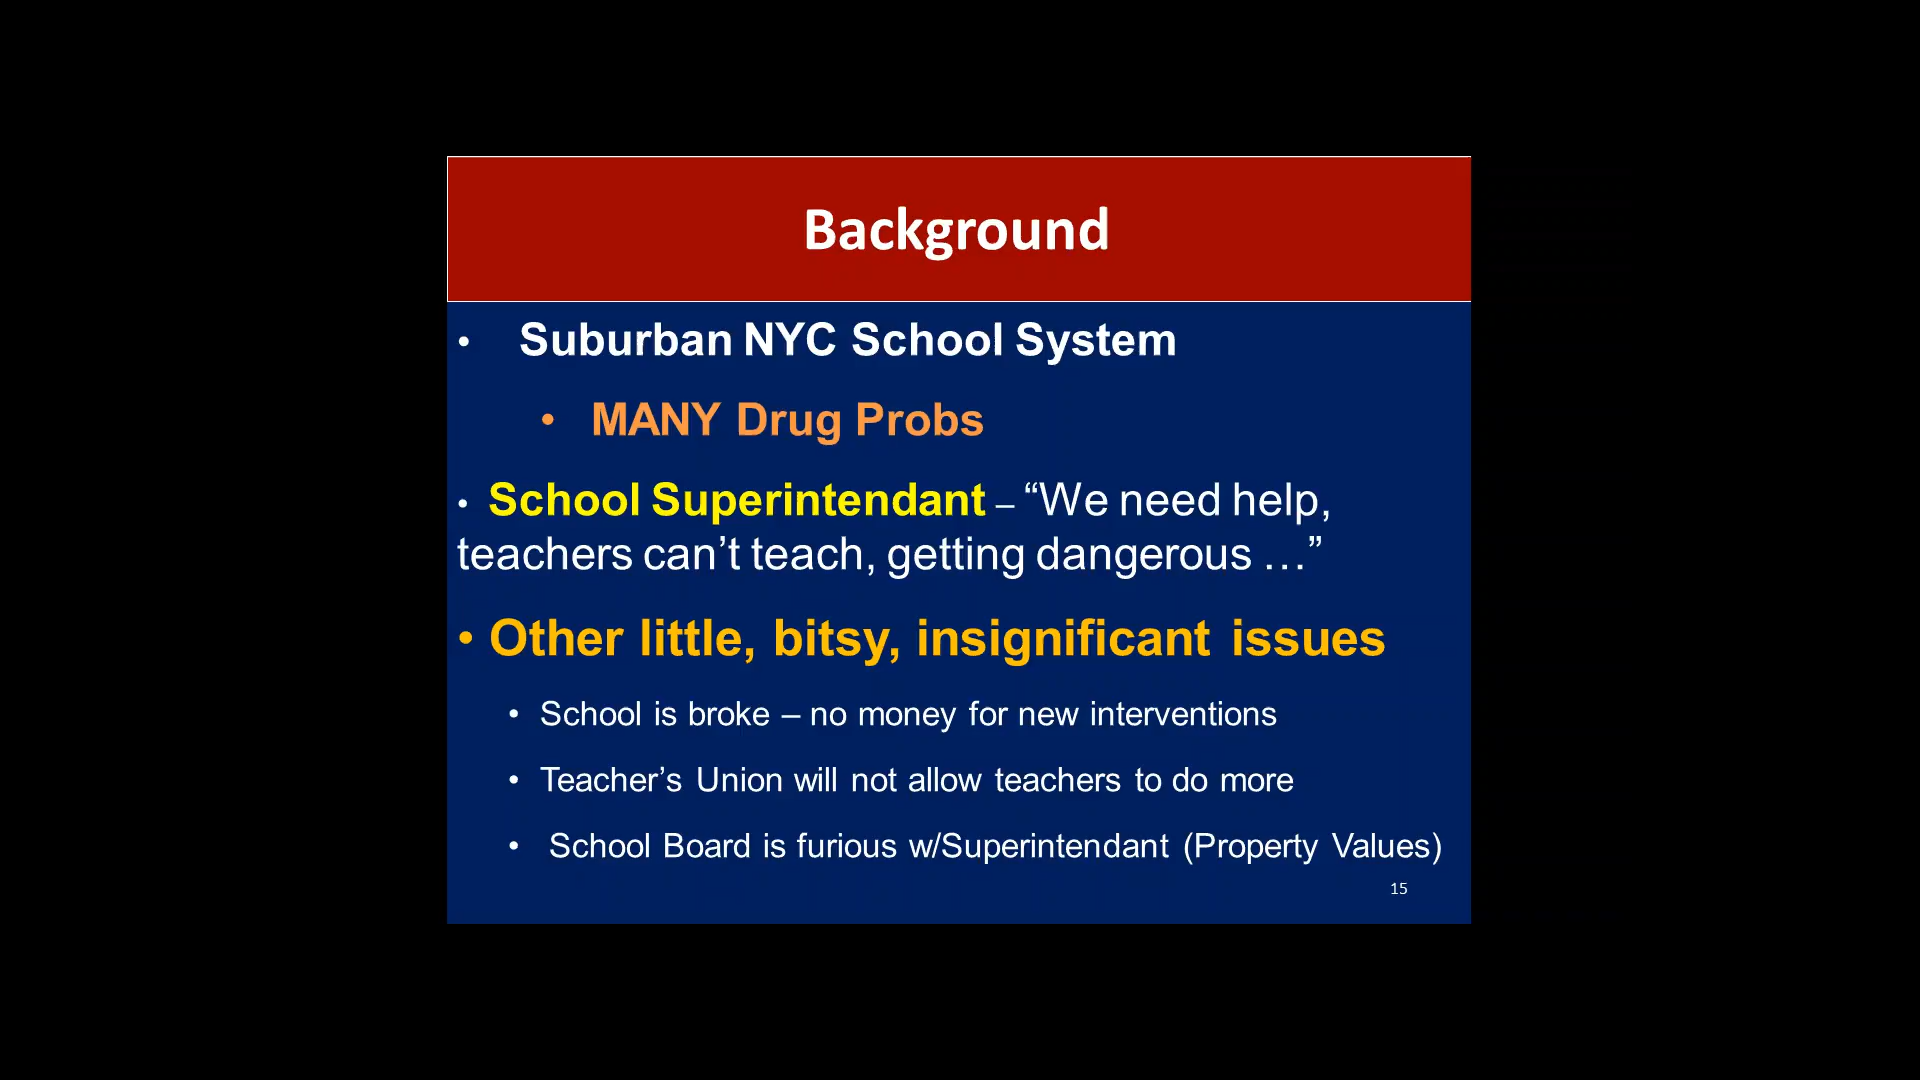 Background
• Suburban NYC School System
• MANY Drug Probs
• School Superintendant – “We need help,
teachers can’t teach, getting dangerous …”
• Other little, bitsy, insignificant issues
• School is broke – no money for new interventions
• Teacher’s Union will not allow teachers to do more
• School Board is furious w/Superintendant (Property Values)
15